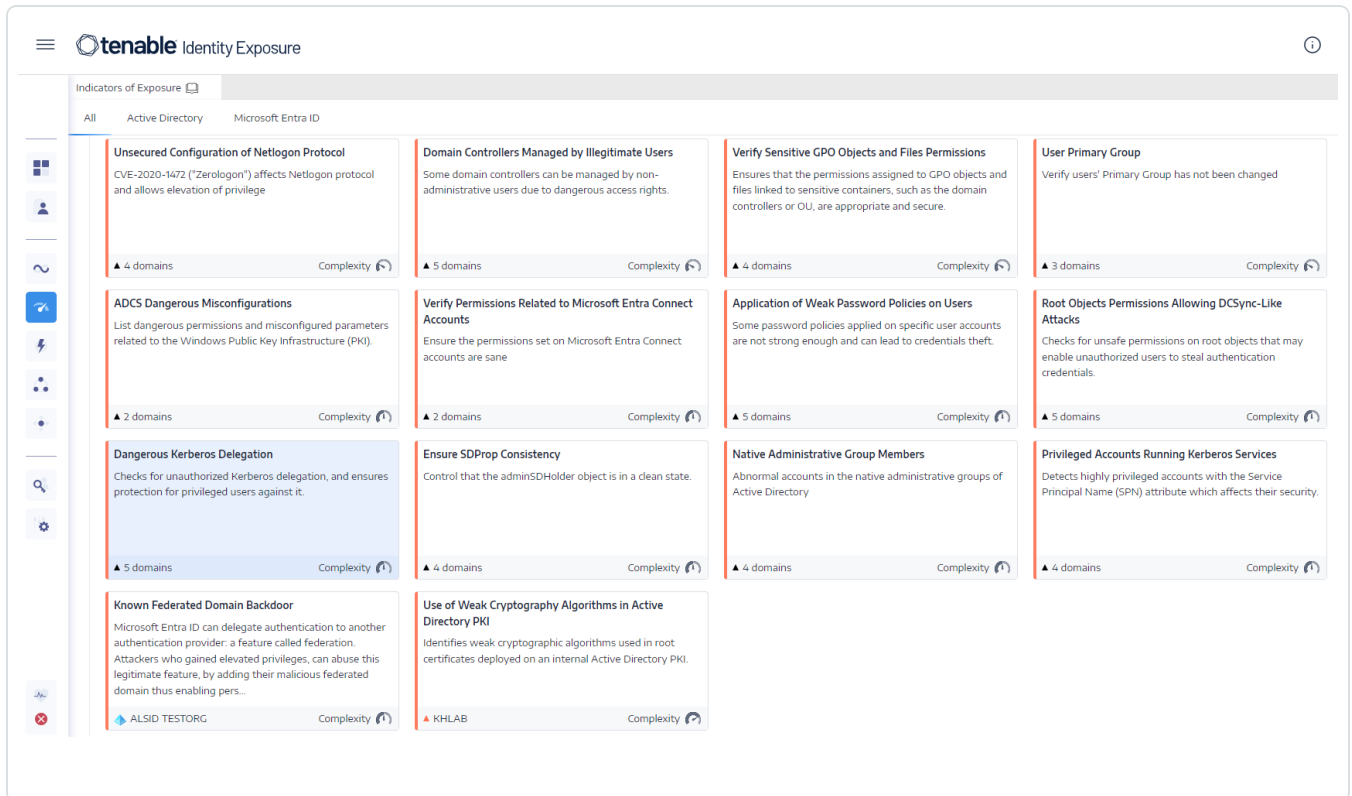 tenable Identity Exposure
Indicators of Exposure
All Active Directory Microsoft Entra ID
Unsecured Configuration of Netlogon Protocol
CVE-2020-1472 ("Zerologon") affects Netlogon protocol
and allows elevation of privilege
4 domains Complexity
Domain Controllers Managed by Illegitimate Users
Some domain controllers can be managed by non-
administrative users due to dangerous access rights.
5 domains Complexity
Verify Sensitive GPO Objects and Files Permissions
Ensures that the permissions assigned to GPO objects and
files linked to sensitive containers, such as the domain
controllers or OU, are appropriate and secure.
4 domains Complexity
User Primary Group
Verify users' Primary Group has not been changed
3 domains Complexity
ADCS Dangerous Misconfigurations
List dangerous permissions and misconfigured parameters
related to the Windows Public Key Infrastructure (PKI).
2 domains Complexity
Verify Permissions Related to Microsoft Entra Connect
Accounts
Ensure the permissions set on Microsoft Entra Connect
accounts are sane
2 domains Complexity
Application of Weak Password Policies on Users
Some password policies applied on specific user accounts
are not strong enough and can lead to credentials theft.
5 domains Complexity
Root Objects Permissions Allowing DCSync-Like
Attacks
Checks for unsafe permissions on root objects that may
enable unauthorized users to steal authentication
credentials.
5 domains Complexity
Dangerous Kerberos Delegation
Checks for unauthorized Kerberos delegation, and ensures
protection for privileged users against it.
5 domains Complexity
Ensure SDProp Consistency
Control that the adminSDHolder object is in a clean state.
4 domains Complexity
Native Administrative Group Members
Abnormal accounts in the native administrative groups of
Active Directory
4 domains Complexity
Privileged Accounts Running Kerberos Services
Detects highly privileged accounts with the Service
Principal Name (SPN) attribute which affects their security.
4 domains Complexity
Known Federated Domain Backdoor
Microsoft Entra ID can delegate authentication to another
authentication provider: a feature called federation.
Attackers who gained elevated privileges, can abuse this
legitimate feature, by adding their malicious federated
domain thus enabling pers...
ALSID TESTORG Complexity
Use of Weak Cryptography Algorithms in Active
Directory PKI
Identifies weak cryptographic algorithms used in root
certificates deployed on an internal Active Directory PKI.
KHLAB Complexity